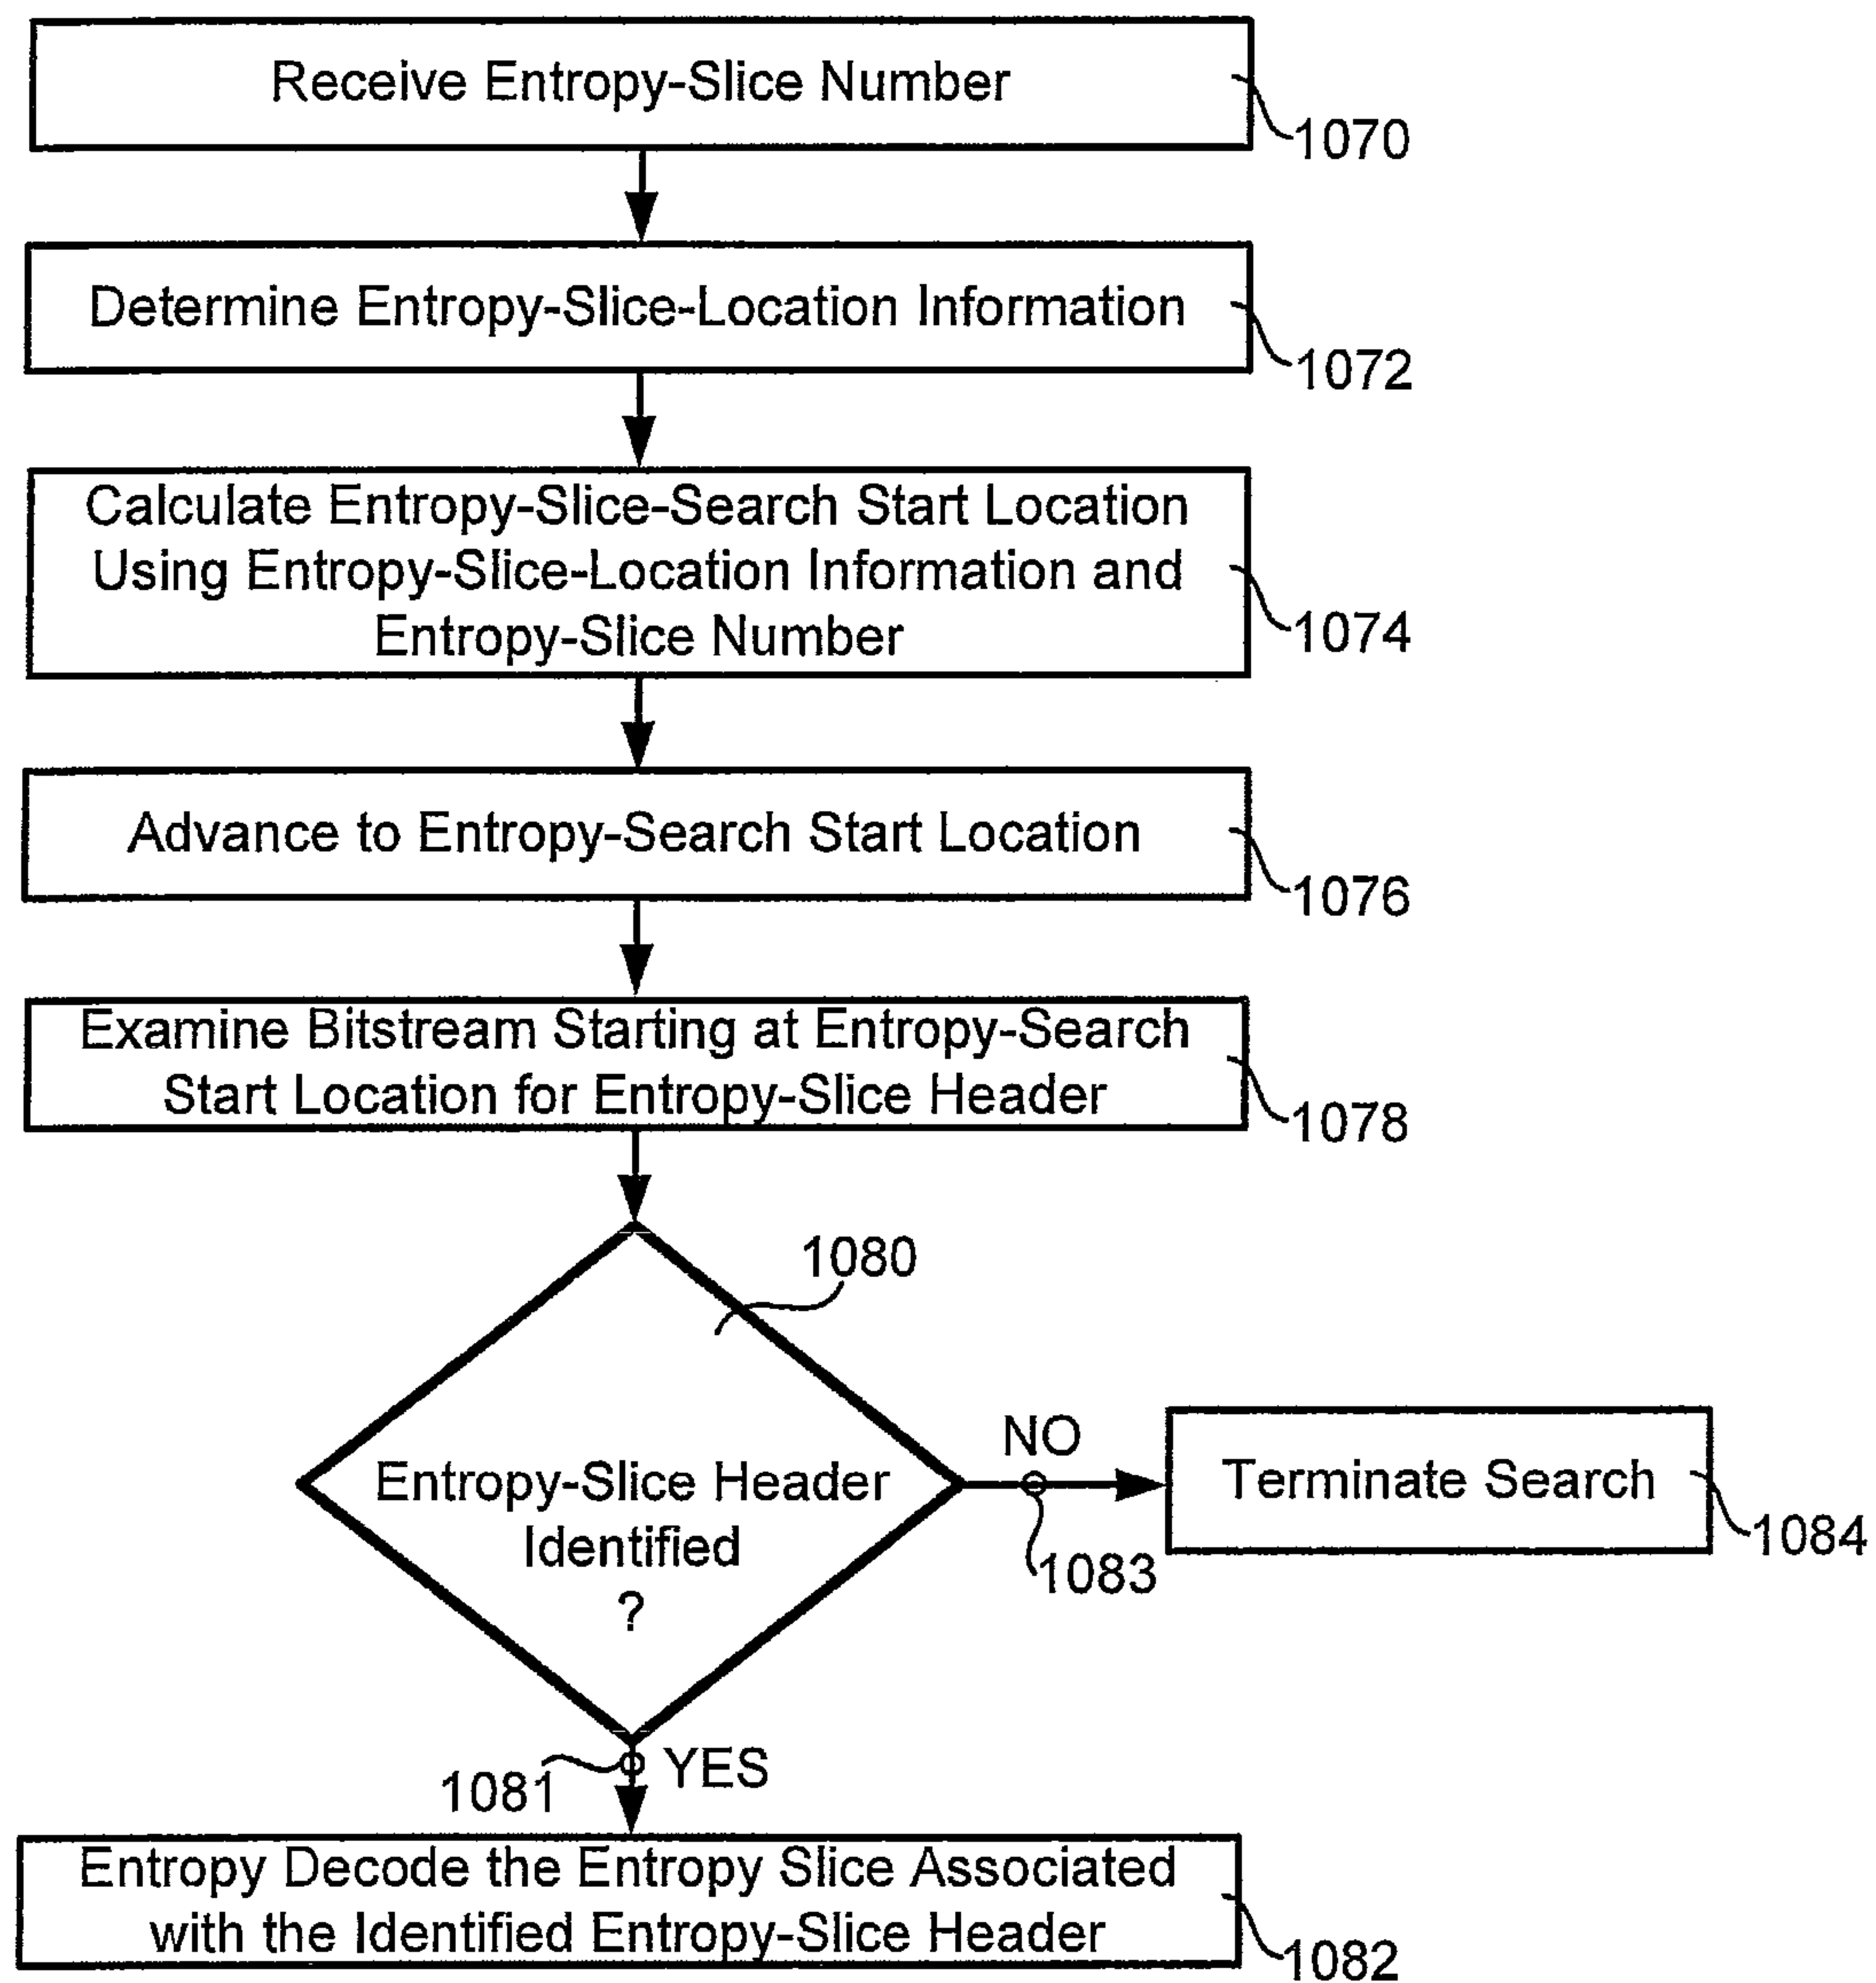 Receive Entropy-Slice Number
1070
Determine Entropy-Slice-Location Information
1072
Calculate Entropy-Slice-Search Start Location
Using Entropy-Slice-Location Information and
Entropy-Slice Number
1074
Advance to Entropy-Search Start Location
1076
Examine Bitstream Starting at Entropy-Search
Start Location for Entropy-Slice Header
1078
1080
Entropy-Slice Header
Identified
?
NO
1083
Terminate Search
1084
1081
YES
Entropy Decode the Entropy Slice Associated
with the Identified Entropy-Slice Header
1082